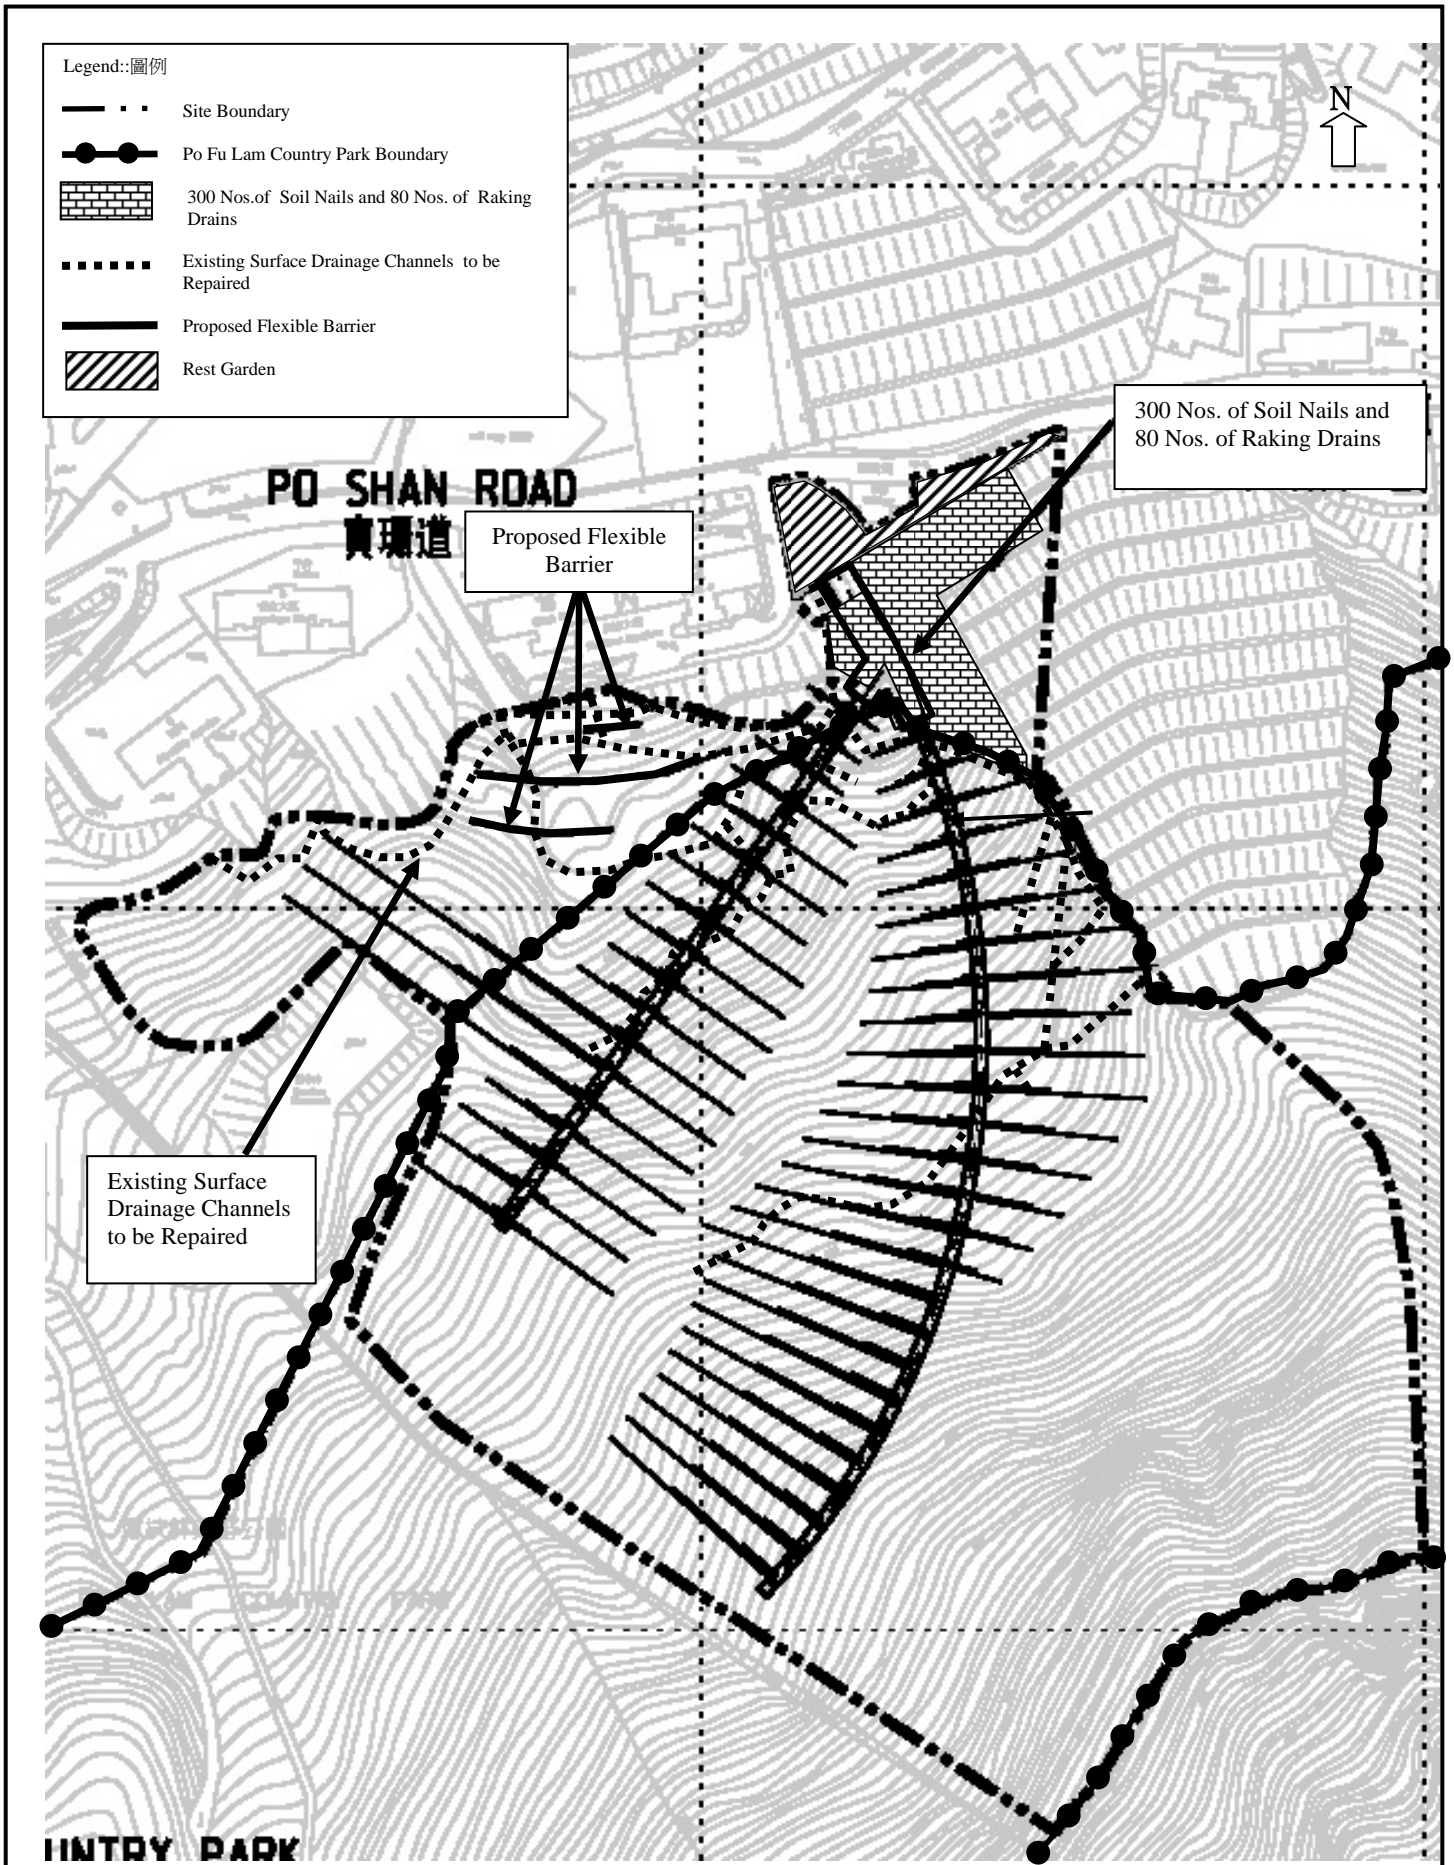 Legend::圖例
Site Boundary
Po Fu Lam Country Park Boundary
300 Nos.of Soil Nails and 80 Nos. of Raking
Drains
Existing Surface Drainage Channels to be
Repaired
Proposed Flexible Barrier
Rest Garden
N
300 Nos. of Soil Nails and
80 Nos. of Raking Drains
PO SHAN ROAD
寶珊道
Proposed Flexible
Barrier
Existing Surface
Drainage Channels
to be Repaired
COUNTRY PARK
UNTRY PARK